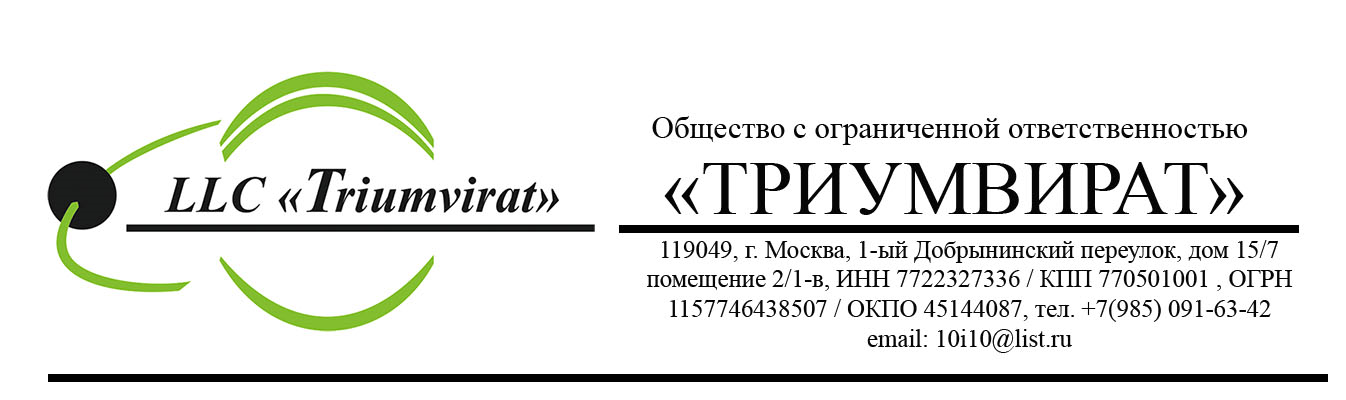 LLC «Triumvirat»
Общество с ограниченной ответственностью
«ТРИУМВИРАТ»
119049, г. Москва, 1-ый Добрынинский переулок, дом 15/7
помещение 2/1-в, ИНН 7722327336 / КПП 770501001 , ОГРН
1157746438507 / ОКПО 45144087, тел. +7(985) 091-63-42
email: 10i10@list.ru